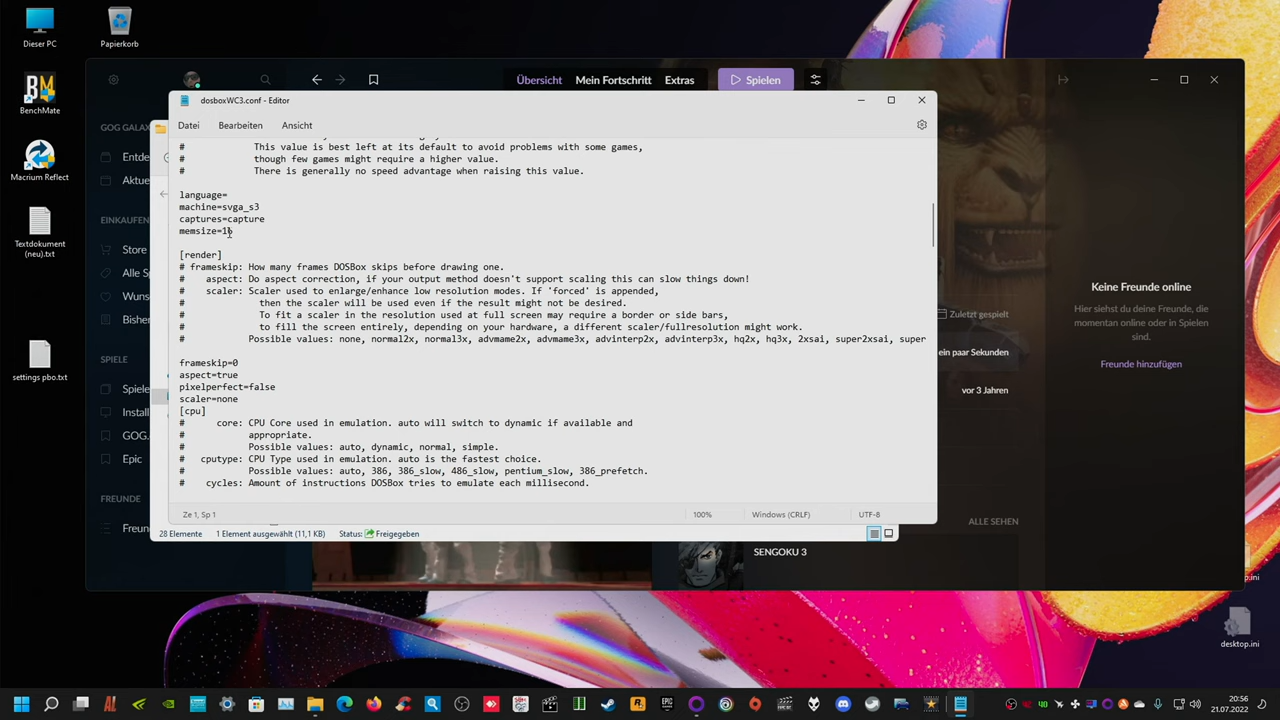 Dieser PC
Papierkorb
BenchMate
Macrium Reflect
Textdokument
(neu).txt
settings pbo.txt
Übersicht
Mein Fortschritt
Extras
Spielen
dosboxWC3.conf - Editor
Datei
Bearbeiten
Ansicht
GOG GALAX
Entde
Aktue
EINKAUFEN
Store
Alle Sp
Wuns
Bisher
SPIELE
Spiele
Install
GOG.
Epic
FREUNDE
Freun
# This value is best left at its default to avoid problems with some games,
# though few games might require a higher value.
# There is generally no speed advantage when raising this value.
language=
machine=svga_s3
captures=capture
memsize=16
[render]
# frameskip: How many frames DOSBox skips before drawing one.
# aspect: Do aspect correction, if your output method doesn't support scaling this can slow things down!
# scaler: Scaler used to enlarge/enhance low resolution modes. If 'forced' is appended,
# then the scaler will be used even if the result might not be desired.
# To fit a scaler in the resolution used at full screen may require a border or side bars,
# to fill the screen entirely, depending on your hardware, a different scaler/fullresolution might work.
# Possible values: none, normal2x, normal3x, advmame2x, advmame3x, advinterp2x, advinterp3x, hq2x, hq3x, 2xsai, super2xsai, super
frameskip=0
aspect=true
pixelperfect=false
scaler=none
[cpu]
# core: CPU Core used in emulation. auto will switch to dynamic if available and
# appropriate.
# Possible values: auto, dynamic, normal, simple.
# cputype: CPU Type used in emulation. auto is the fastest choice.
# Possible values: auto, 386, 386_slow, 486_slow, pentium_slow, 386_prefetch.
# cycles: Amount of instructions DOSBox tries to emulate each millisecond.
Ze 1, Sp 1
100%
Windows (CRLF)
UTF-8
28 Elemente
1 Element ausgewählt (11,1 KB)
Status: Freigegeben
Zuletzt gespielt
ein paar Sekunden
vor 3 Jahren
ALLE SEHEN
SENGOKU 3
Keine Freunde online
Hier siehst du deine Freunde, die
momentan online oder in Spielen
sind.
Freunde hinzufügen
desktop.ini
20:56
21.07.2022